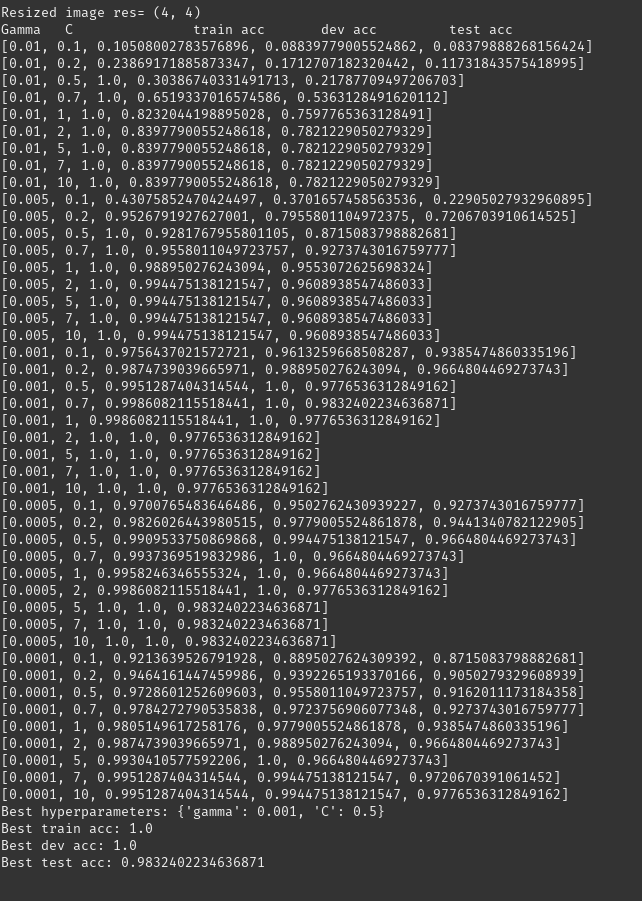 Resized image res= (4, 4)
Gamma C train acc dev acc test acc
[0.01, 0.1, 0.10508002783576896, 0.08839779005524862, 0.08379888268156424]
[0.01, 0.2, 0.23869171885873347, 0.1712707182320442, 0.11731843575418995]
[0.01, 0.5, 1.0, 0.30386740331491713, 0.21787709497206703]
[0.01, 0.7, 1.0, 0.6519337016574586, 0.5363128491620112]
[0.01, 1, 1.0, 0.8232044198895028, 0.7597765363128491]
[0.01, 2, 1.0, 0.8397790055248618, 0.7821229050279329]
[0.01, 5, 1.0, 0.8397790055248618, 0.7821229050279329]
[0.01, 7, 1.0, 0.8397790055248618, 0.7821229050279329]
[0.01, 10, 1.0, 0.8397790055248618, 0.7821229050279329]
[0.005, 0.1, 0.43075852470424497, 0.3701657458563536, 0.22905027932960895]
[0.005, 0.2, 0.9526791927627001, 0.7955801104972375, 0.7206703910614525]
[0.005, 0.5, 1.0, 0.9281767955801105, 0.8715083798882681]
[0.005, 0.7, 1.0, 0.9558011049723757, 0.9273743016759777]
[0.005, 1, 1.0, 0.988950276243094, 0.9553072625698324]
[0.005, 2, 1.0, 0.994475138121547, 0.9608938547486033]
[0.005, 5, 1.0, 0.994475138121547, 0.9608938547486033]
[0.005, 7, 1.0, 0.994475138121547, 0.9608938547486033]
[0.005, 10, 1.0, 0.994475138121547, 0.9608938547486033]
[0.001, 0.1, 0.9756437021572721, 0.9613259668508287, 0.9385474860335196]
[0.001, 0.2, 0.9874739039665971, 0.988950276243094, 0.9664804469273743]
[0.001, 0.5, 0.9951287404314544, 1.0, 0.9776536312849162]
[0.001, 0.7, 0.9986082115518441, 1.0, 0.9832402234636871]
[0.001, 1, 0.9986082115518441, 1.0, 0.9776536312849162]
[0.001, 2, 1.0, 1.0, 0.9776536312849162]
[0.001, 5, 1.0, 1.0, 0.9776536312849162]
[0.001, 7, 1.0, 1.0, 0.9776536312849162]
[0.001, 10, 1.0, 1.0, 0.9776536312849162]
[0.0005, 0.1, 0.9700765483646486, 0.9502762430939227, 0.9273743016759777]
[0.0005, 0.2, 0.9826026443980515, 0.9779005524861878, 0.9441340782122905]
[0.0005, 0.5, 0.9909533750869868, 0.994475138121547, 0.9664804469273743]
[0.0005, 0.7, 0.9937369519832986, 1.0, 0.9664804469273743]
[0.0005, 1, 0.9958246346555324, 1.0, 0.9664804469273743]
[0.0005, 2, 0.9986082115518441, 1.0, 0.9776536312849162]
[0.0005, 5, 1.0, 1.0, 0.9832402234636871]
[0.0005, 7, 1.0, 1.0, 0.9832402234636871]
[0.0005, 10, 1.0, 1.0, 0.9832402234636871]
[0.0001, 0.1, 0.9213639526791928, 0.8895027624309392, 0.8715083798882681]
[0.0001, 0.2, 0.9464161447459986, 0.9392265193370166, 0.9050279329608939]
[0.0001, 0.5, 0.9728601252609603, 0.9558011049723757, 0.9162011173184358]
[0.0001, 0.7, 0.9784272790535838, 0.9723756906077348, 0.9273743016759777]
[0.0001, 1, 0.9805149617258176, 0.9779005524861878, 0.9385474860335196]
[0.0001, 2, 0.9874739039665971, 0.988950276243094, 0.9664804469273743]
[0.0001, 5, 0.9930410577592206, 1.0, 0.9664804469273743]
[0.0001, 7, 0.9951287404314544, 0.994475138121547, 0.9720670391061452]
[0.0001, 10, 0.9951287404314544, 0.994475138121547, 0.9776536312849162]
Best hyperparameters: {'gamma': 0.001, 'C': 0.5}
Best train acc: 1.0
Best dev acc: 1.0
Best test acc: 0.9832402234636871